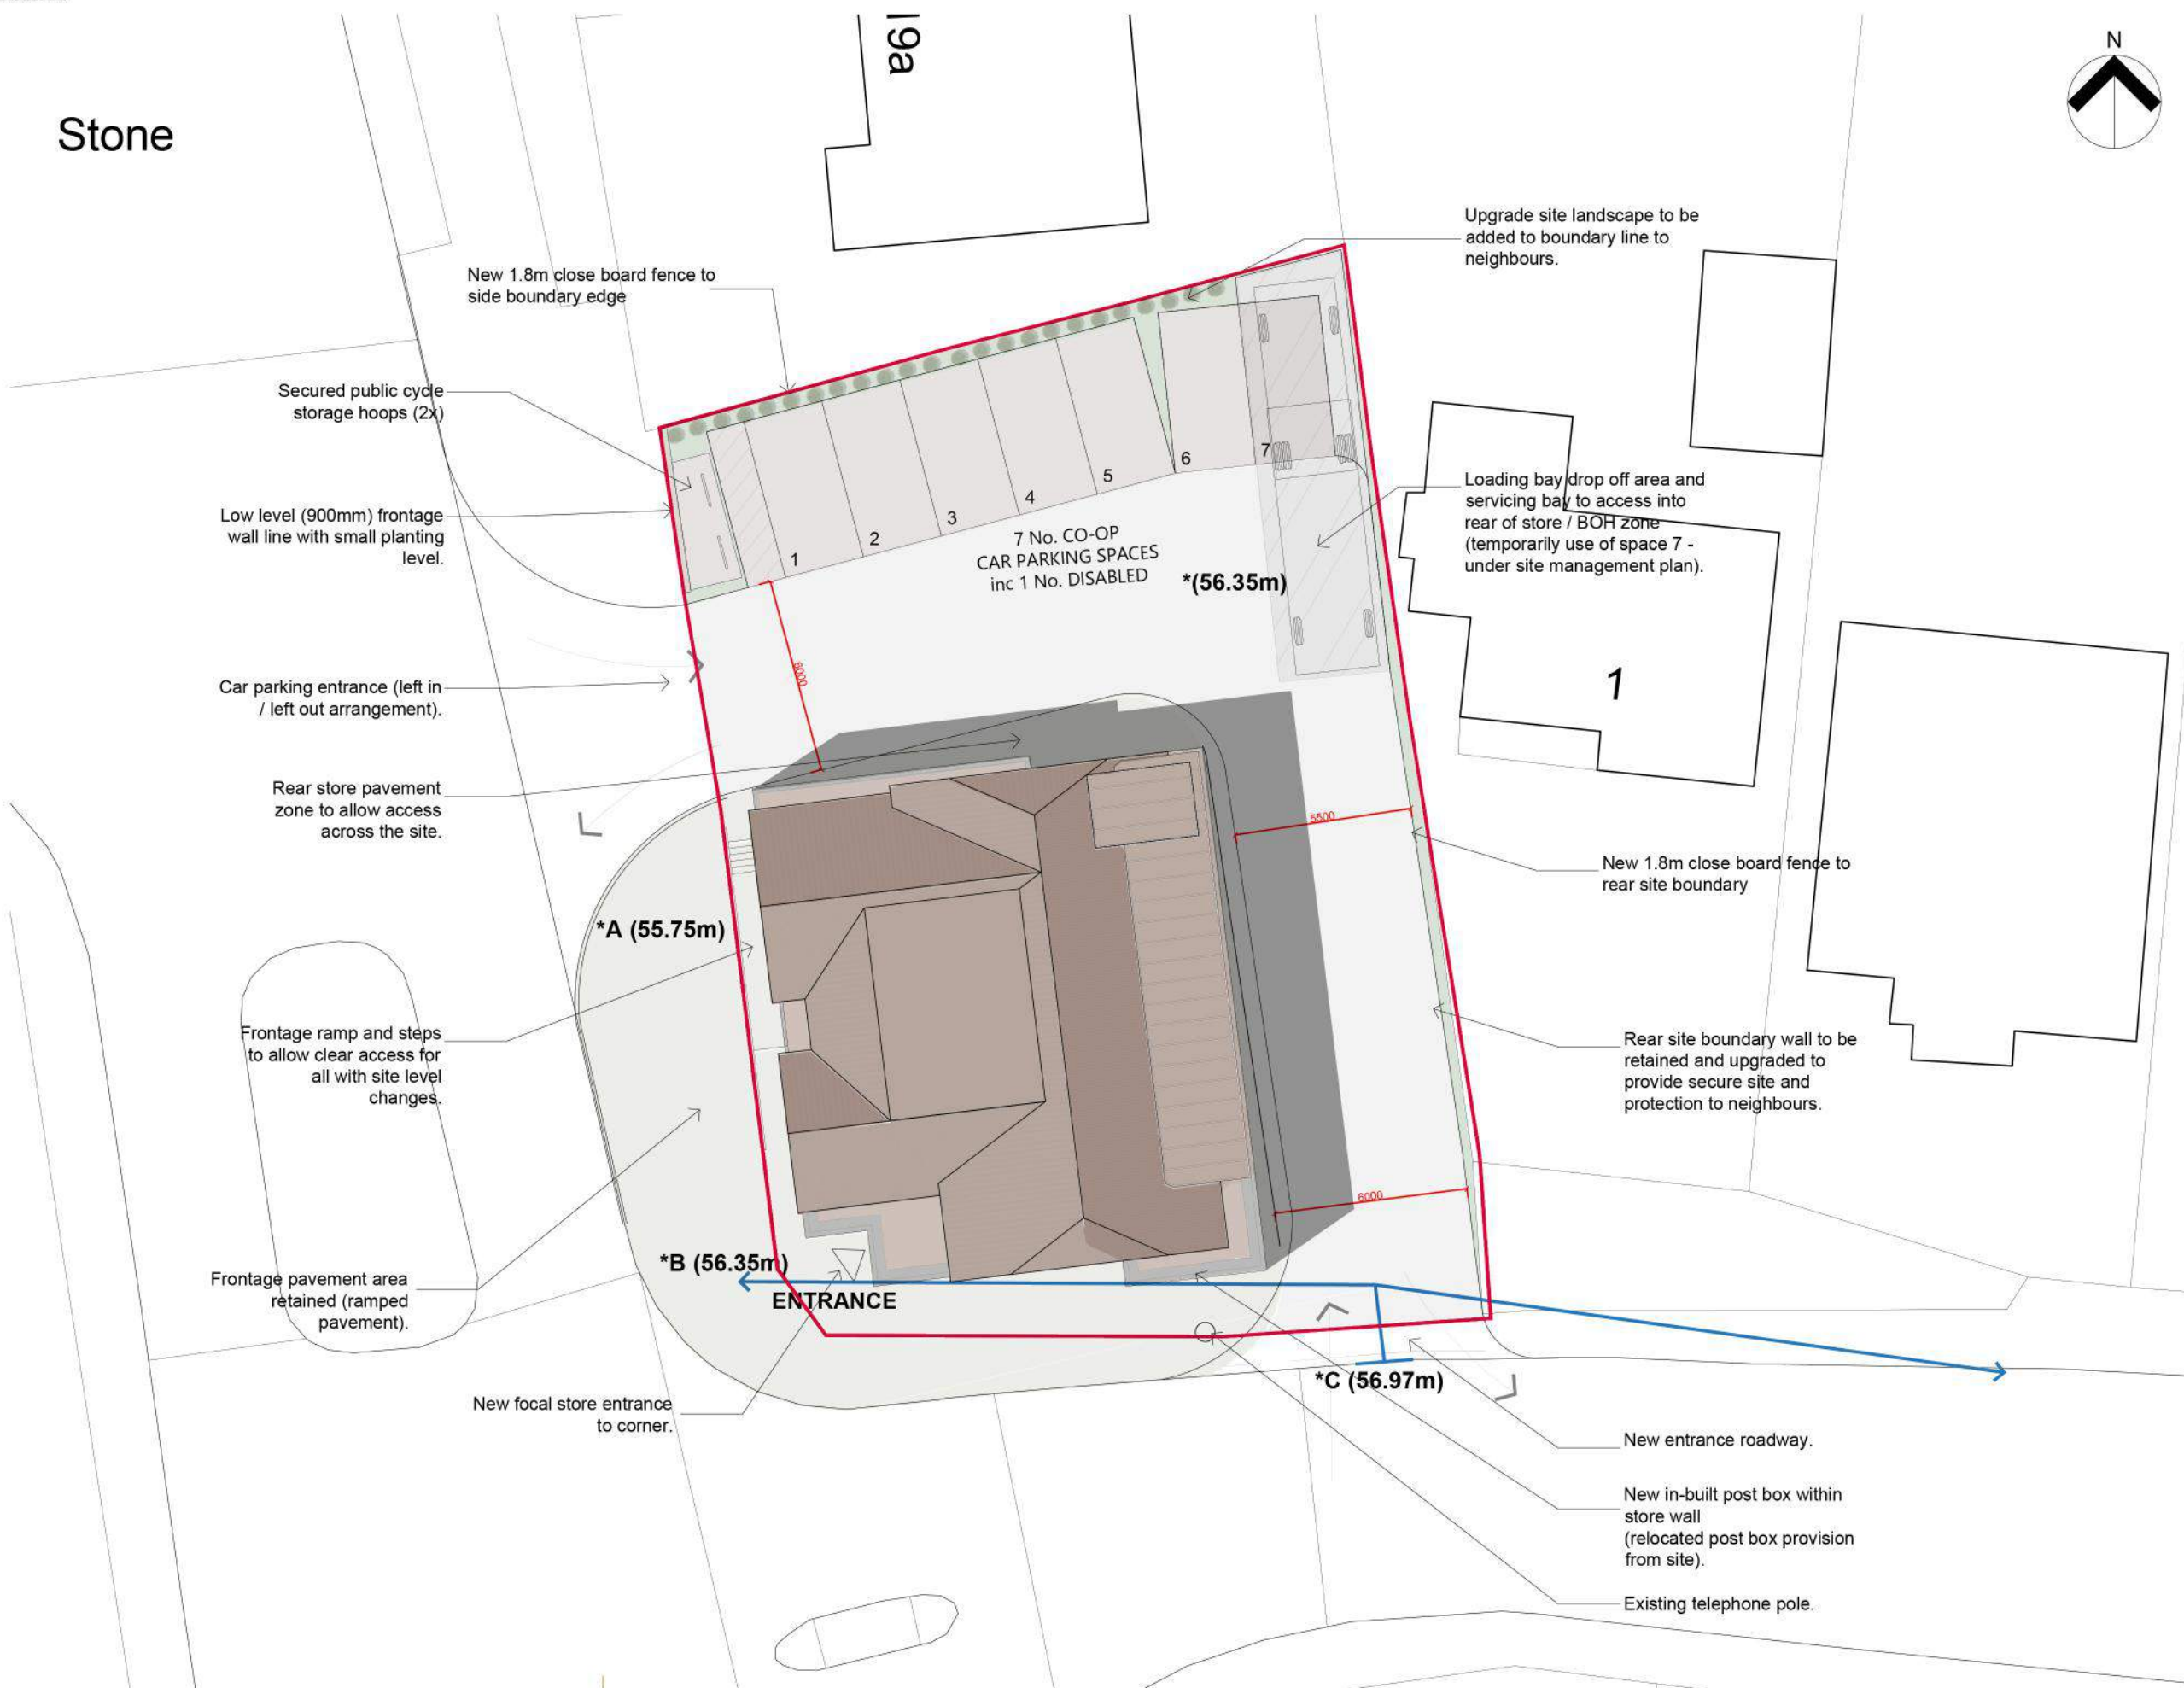 19a
N
Stone
Upgrade site landscape to be
added to boundary line to
neighbours.
New 1.8m close board fence to
side boundary edge
Secured public cycle
storage hoops (2x)
Low level (900mm) frontage
wall line with small planting
level.
Loading bay drop off area and
servicing bay to access into
rear of store / BOH zone
(temporarily use of space 7 -
under site management plan).
1
2
3
4
5
6
7
7 No. CO-OP
CAR PARKING SPACES
inc 1 No. DISABLED
*(56.35m)
6000
1
Car parking entrance (left in
/ left out arrangement).
Rear store pavement
zone to allow access
across the site.
5500
New 1.8m close board fence to
rear site boundary
*A (55.75m)
Frontage ramp and steps
to allow clear access for
all with site level
changes.
Rear site boundary wall to be
retained and upgraded to
provide secure site and
protection to neighbours.
6000
*B (56.35m)
ENTRANCE
Frontage pavement area
retained (ramped
pavement).
*C (56.97m)
New focal store entrance
to corner.
New entrance roadway.
New in-built post box within
store wall
(relocated post box provision
from site).
Existing telephone pole.